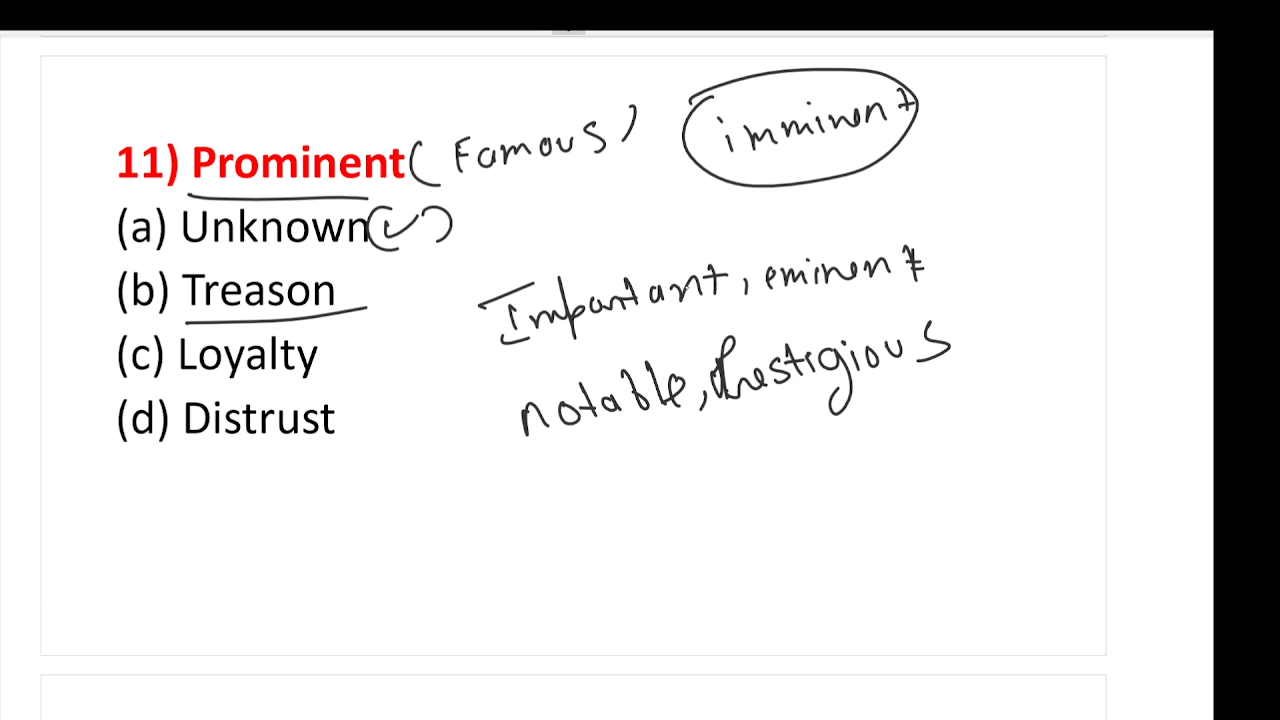 11) Prominent (Famous) imminent
(a) Unknown (✓)
(b) Treason
(c) Loyalty
(d) Distrust
Important, eminent
notable, Prestigious